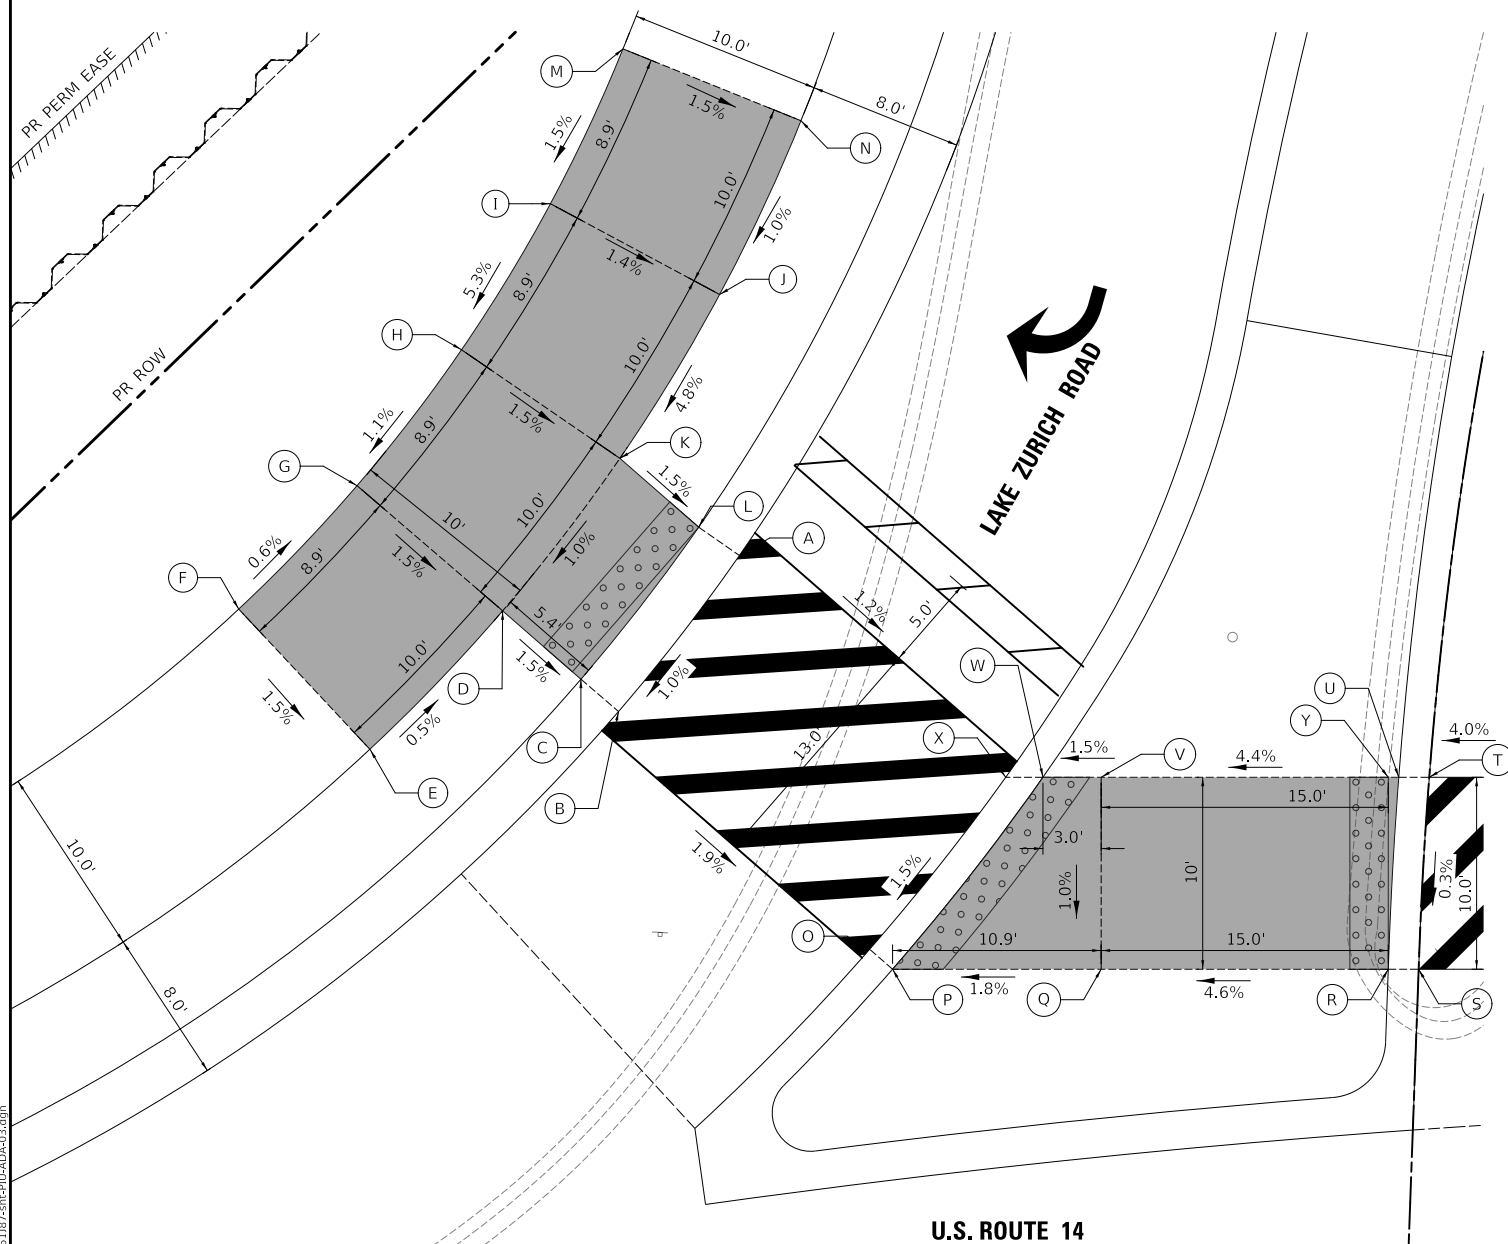 10.0'
M
1.5%
8.0'
PR PERM EASE
1.5%
8.9'
N
10.0'
I
1.0%
1.4%
J
5.3%
8.9'
H
10.0'
PR ROW
4.8%
LAKE ZURICH ROAD
1.5%
1.1%
8.9'
K
G
1.5%
L
10'
10.0'
A
1.0%
0.6%
1.5%
8.9'
F
1.2%
5.0'
5.4'
10.0'
D
1.5%
1.0%
W
U
1.5%
0.5%
C
13.0'
X
Y
1.5%
V
4.4%
4.0%
T
E
B
15.0'
10.0'
1.9%
3.0'
1.5%
1.0%
10'
0.3%
10.0'
O
10.9'
15.0'
8.0'
P
1.8%
Q
4.6%
R
S
U.S. ROUTE 14